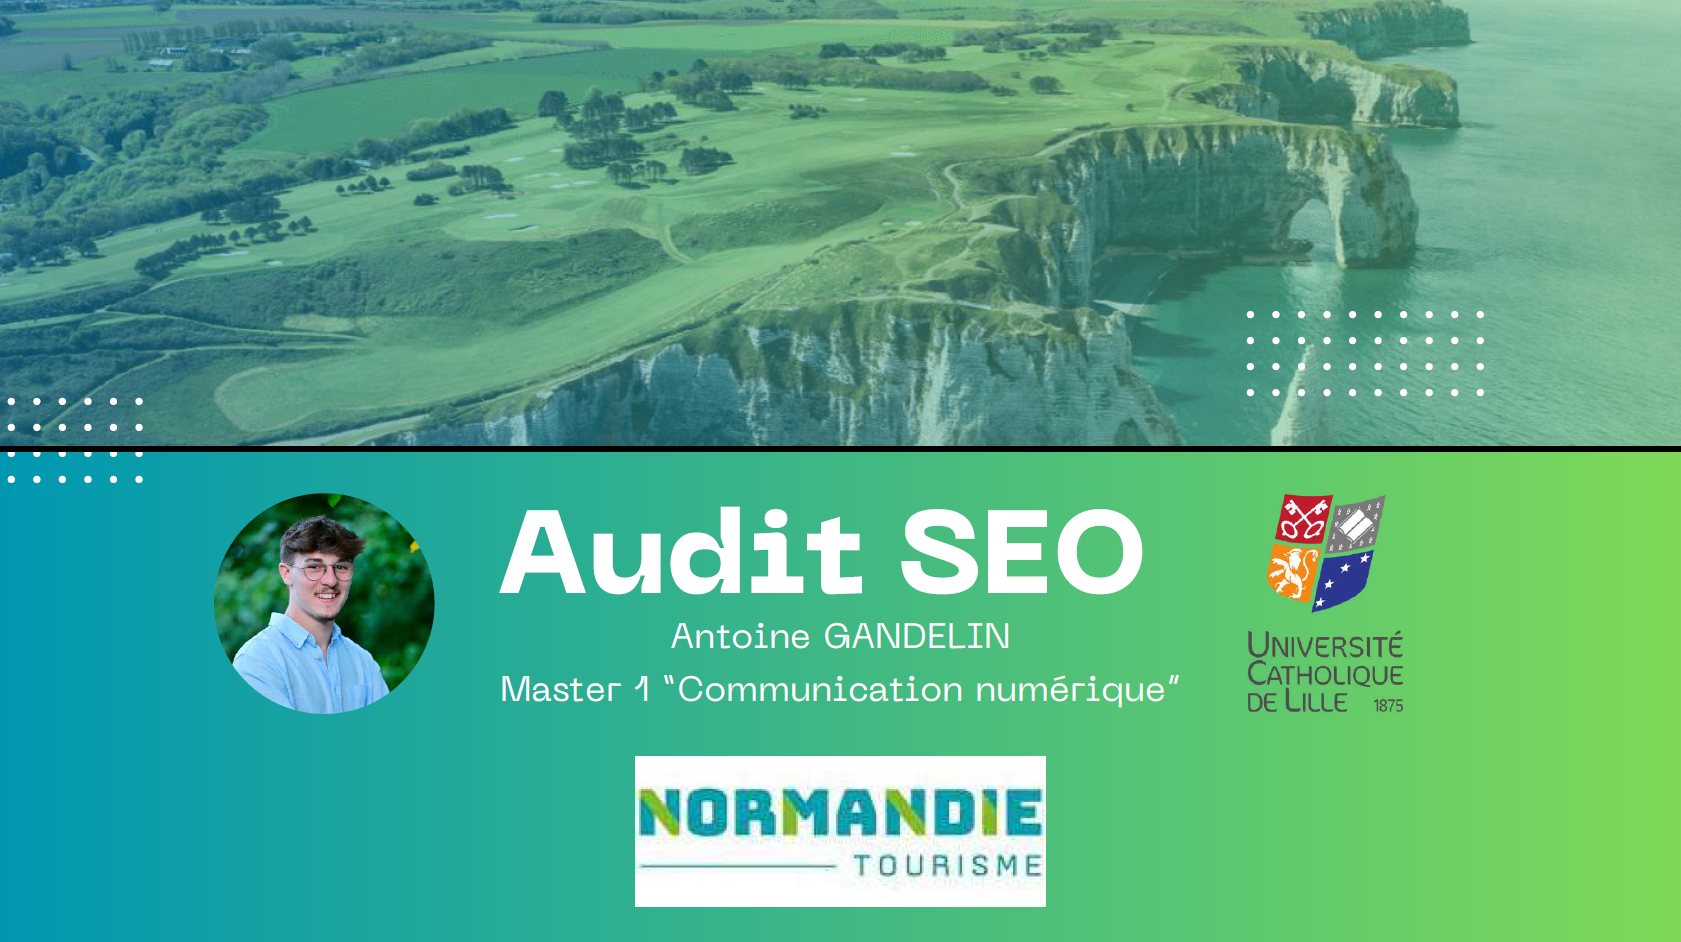 Audit SEO
Antoine GANDELIN
Master 1 “Communication numérique”
UNIVERSITÉ
CATHOLIQUE
DE LILLE 1875
NORMANDIE
TOURISME